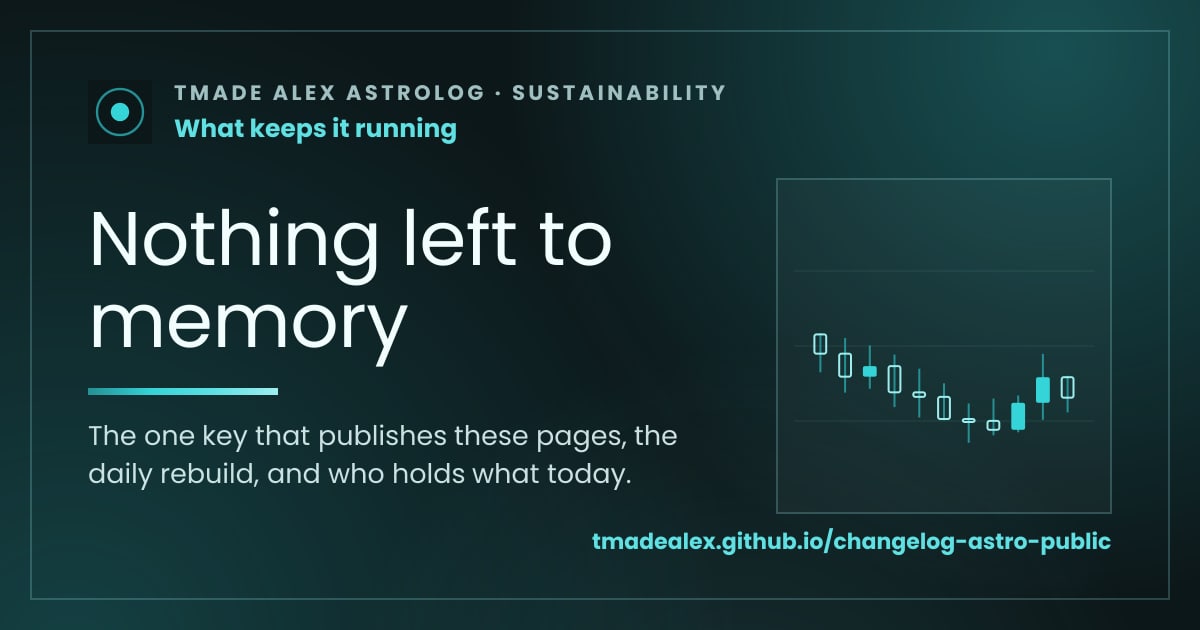 TMADE ALEX ASTROLOG · SUSTAINABILITY
What keeps it running
Nothing left to
memory
The one key that publishes these pages, the
daily rebuild, and who holds what today.
tmadealex.github.io/changelog-astro-public